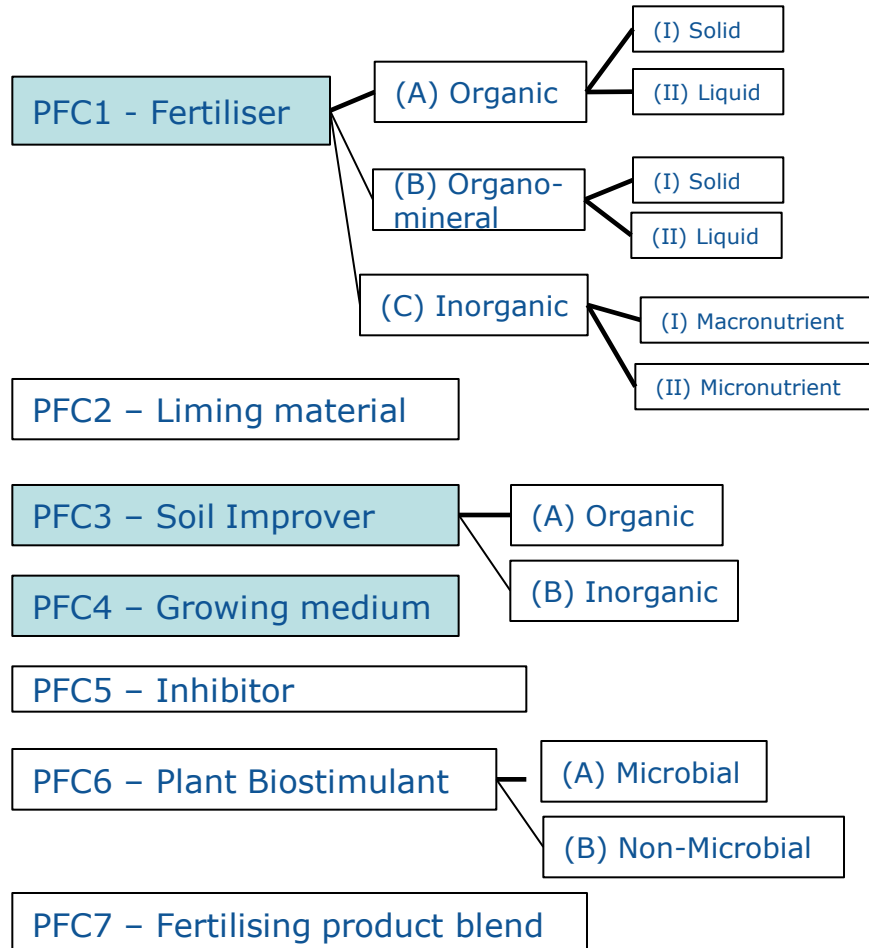 PFC1 - Fertiliser
(A) Organic
(I) Solid
(II) Liquid
(B) Organo-
mineral
(I) Solid
(II) Liquid
(C) Inorganic
(I) Macronutrient
(II) Micronutrient
PFC2 – Liming material
PFC3 – Soil Improver
(A) Organic
(B) Inorganic
PFC4 – Growing medium
PFC5 – Inhibitor
PFC6 – Plant Biostimulant
(A) Microbial
(B) Non-Microbial
PFC7 – Fertilising product blend